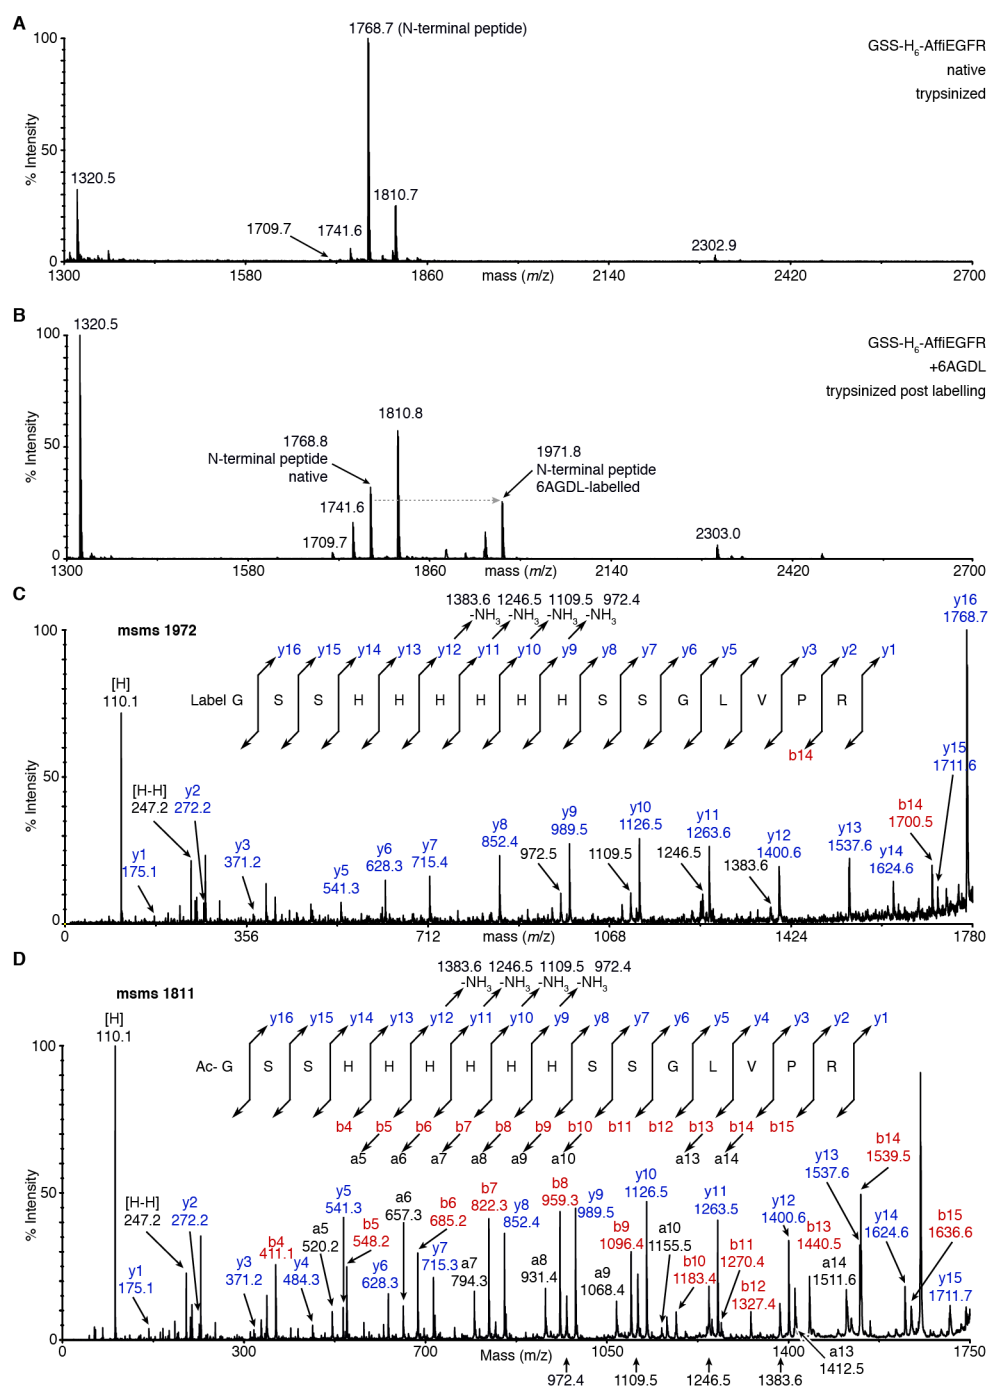 A
1768.7 (N-terminal peptide)
GSS-H6-AffiEGFR
native
trypsinized
100
50
0
% Intensity
1320.5
1709.7
1741.6
1810.7
2302.9
1300 1580 1860 mass (m/z) 2140 2420 2700
B
1320.5
GSS-H6-AffiEGFR
+6AGDL
trypsinized post labelling
100
50
0
% Intensity
1810.8
1768.8
N-terminal peptide
native
1971.8
N-terminal peptide
6AGDL-labelled
1741.6
1709.7
2303.0
1300 1580 1860 mass (m/z) 2140 2420 2700
C
msms 1972
1383.6 1246.5 1109.5 972.4
-NH3 -NH3 -NH3 -NH3
y16 y15 y14 y13 y12 y11 y10 y9 y8 y7 y6 y5 y3 y2 y1
Label G S S H H H H H H S S G L V P R
b14
y16
1768.7
100
50
0
% Intensity
[H]
110.1
[H-H]
247.2
y2
272.2
y1
175.1
y3
371.2
y5
541.3
y6
628.3
y7
715.4
y8
852.4
972.5
y9
989.5
1109.5
y10
1126.5
1246.5
y11
1263.6
1383.6
y12
1400.6
y13
1537.6
y14
1624.6
b14
1700.5
y15
1711.6
0 356 712 mass (m/z) 1068 1424 1780
D
msms 1811
1383.6 1246.5 1109.5 972.4
-NH3 -NH3 -NH3 -NH3
y16 y15 y14 y13 y12 y11 y10 y9 y8 y7 y6 y5 y4 y3 y2 y1
Ac- G S S H H H H H H S S G L V P R
b4 b5 b6 b7 b8 b9 b10 b11 b12 b13 b14 b15
a5 a6 a7 a8 a9 a10 a13 a14
100
50
0
% Intensity
[H]
110.1
[H-H]
247.2
y2
272.2
y1
175.1
y3
371.2
b4
411.1
y4
484.3
a5
520.2
y5
541.3
b5
548.2
y6
628.3
a6
657.3
b6
685.2
y7
715.3
a7
794.3
b7
822.3
y8
852.4
a8
931.4
b8
959.3
y9
989.5
a9
1068.4
b9
1096.4
y10
1126.5
a10
1155.5
b10
1183.4
y11
1263.5
b11
1270.4
b12
1327.4
y12
1400.6
b13
1440.5
a14
1511.6
y13
1537.6
b14
1539.5
y14
1624.6
b15
1636.6
y15
1711.7
a13
1412.5
0 300 700 Mass (m/z) 1050 1400 1750
972.4 1109.5 1246.5 1383.6